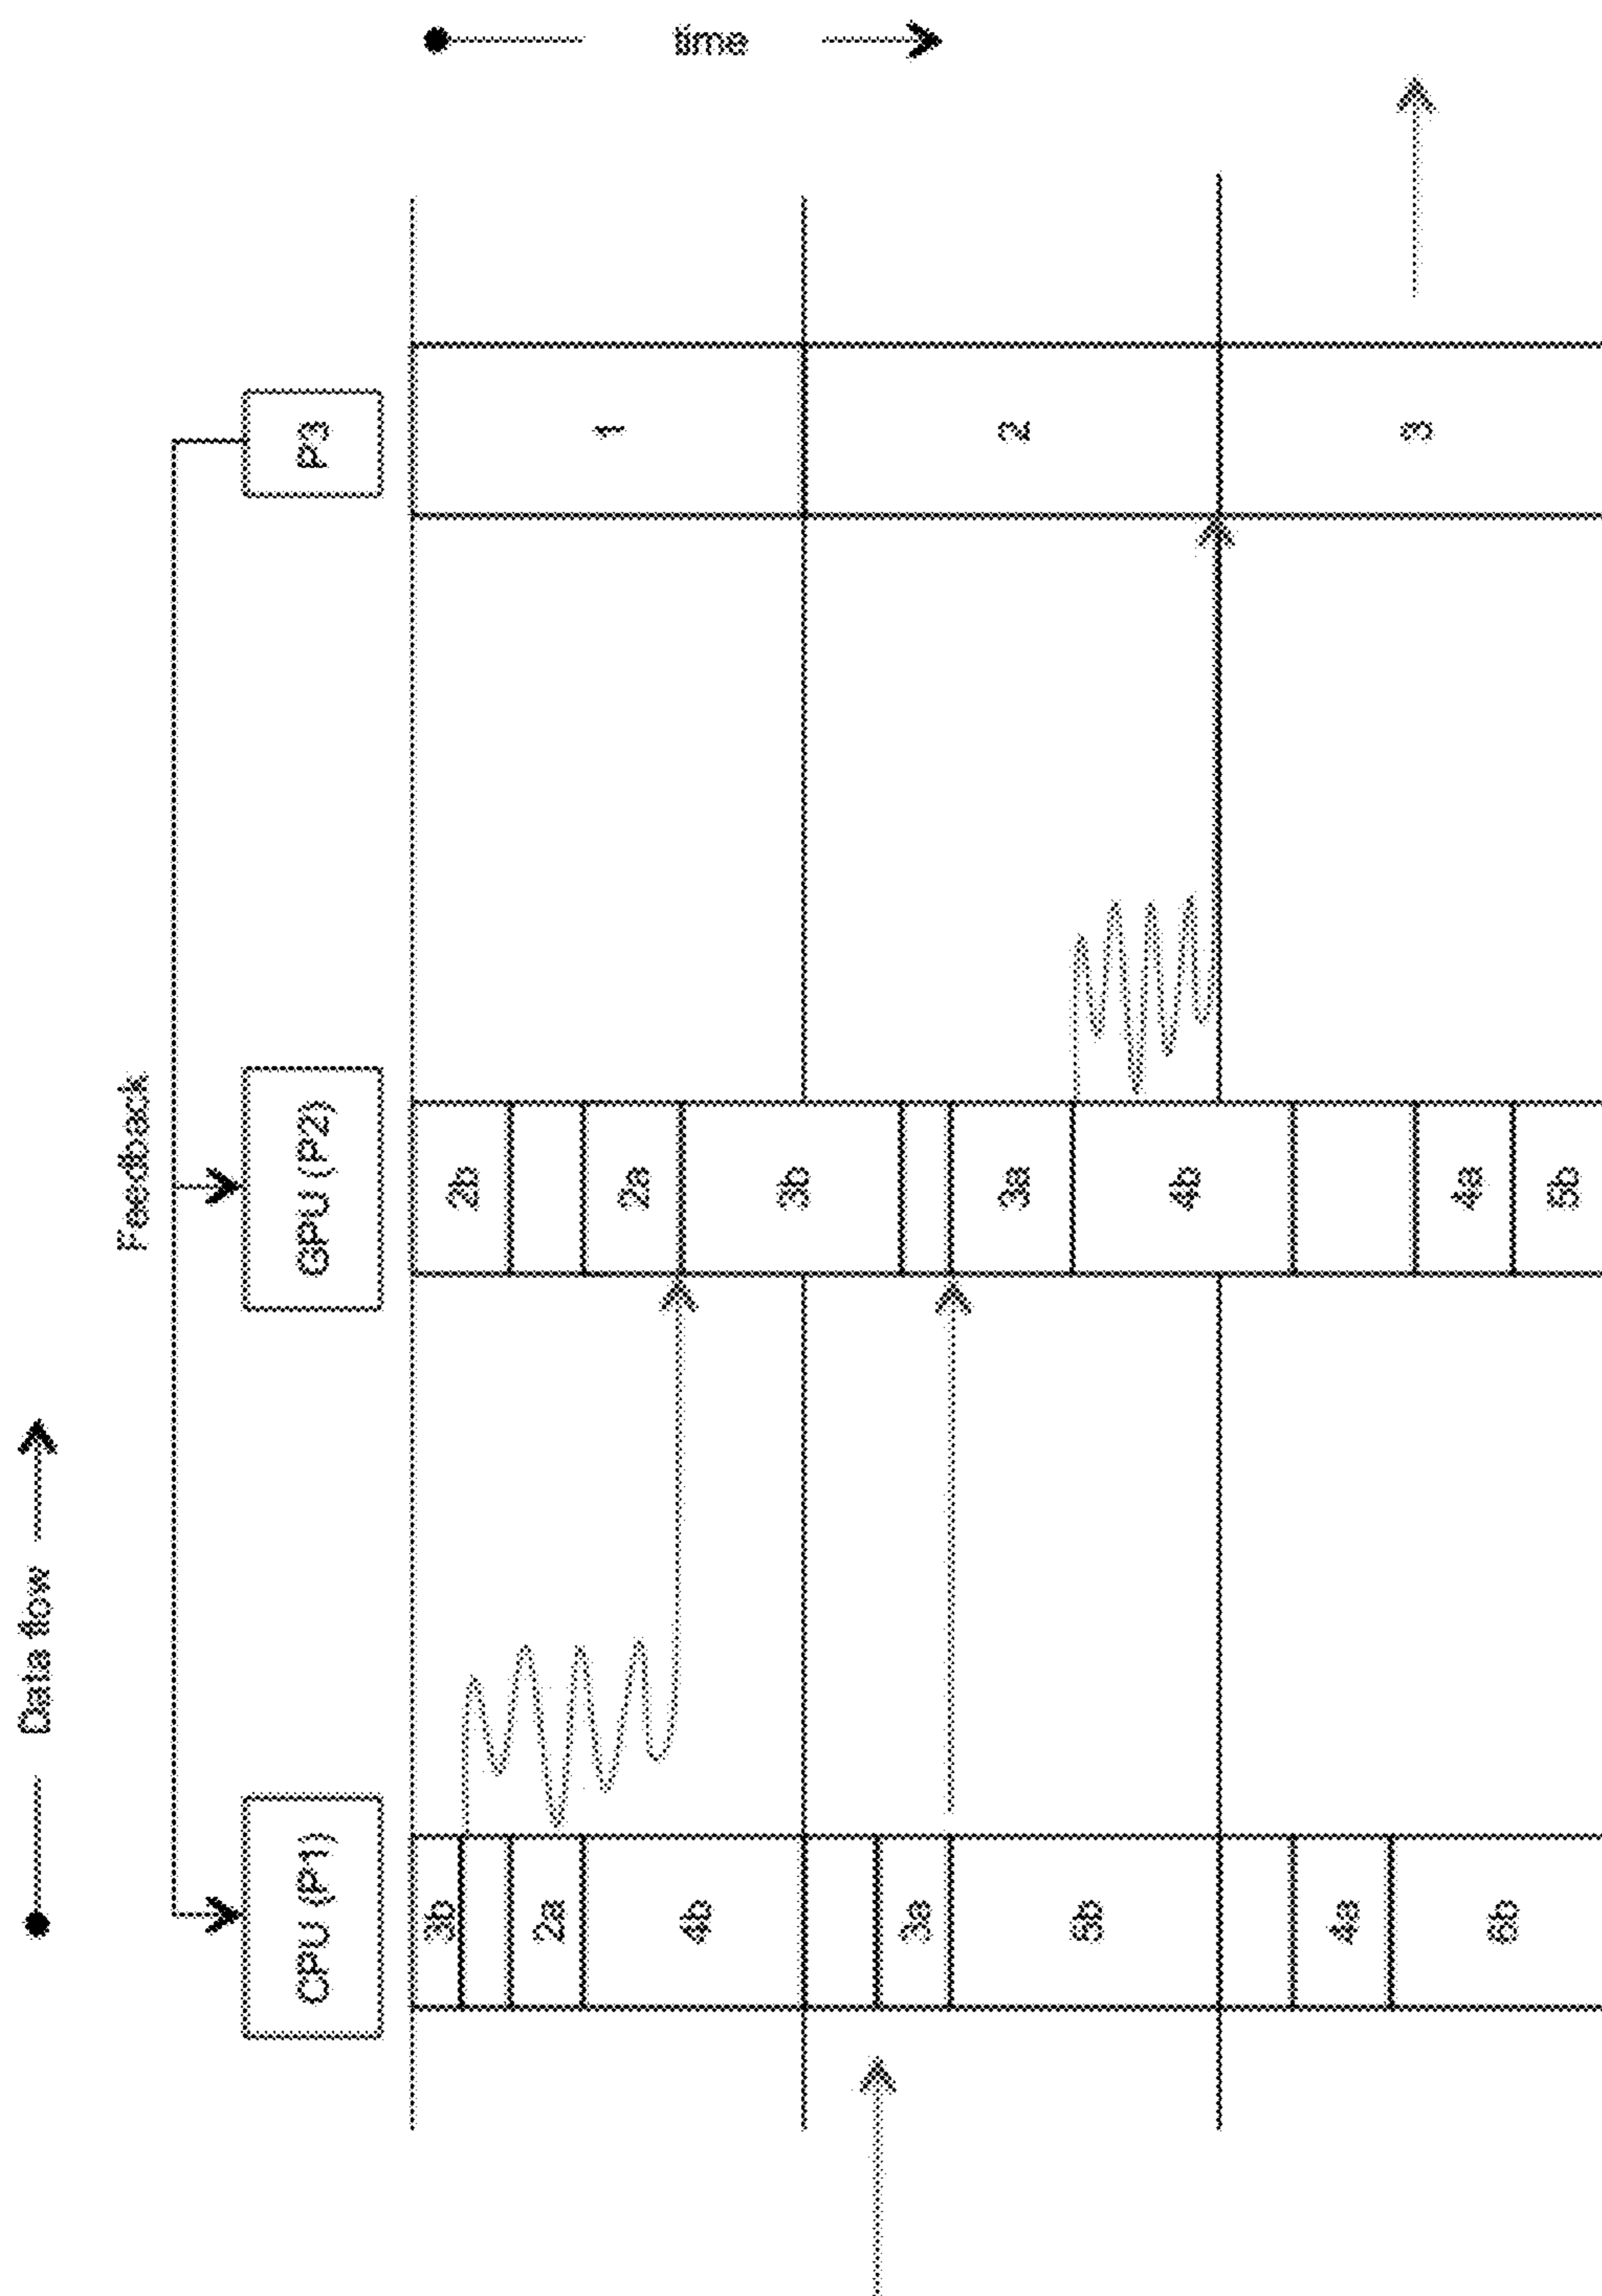 Data flow
Feedback
CPU (P1)
GPU (P2)
P3
time
3b
2a
4b
3a
5b
4a
6b
2b
2a
3b
3a
4b
4a
5b
1
2
3